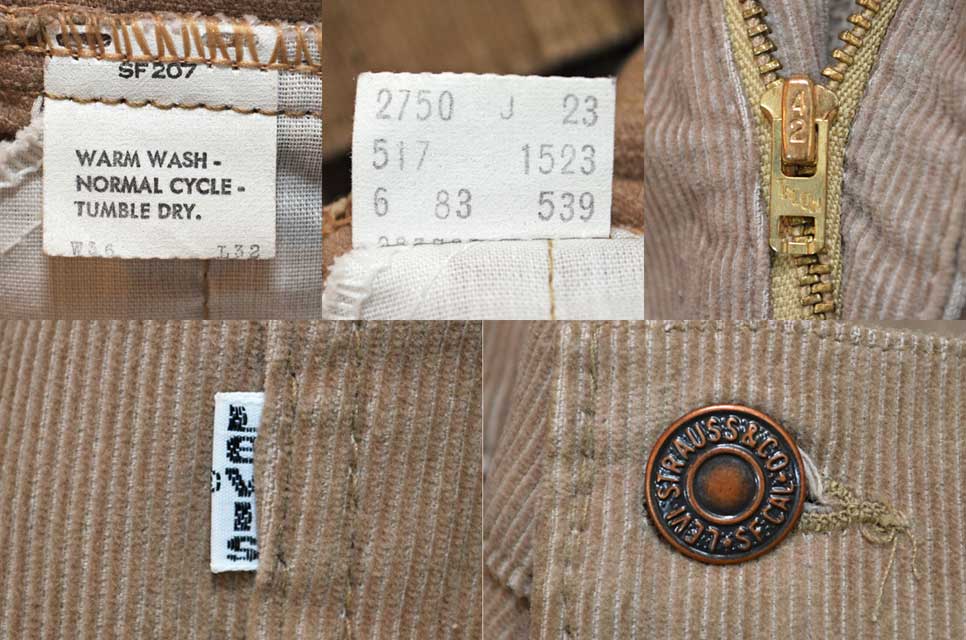 SF 207
WARM WASH -
NORMAL CYCLE -
TUMBLE DRY.
W36 L32
2750 J 23
517 1523
6 83 539
A
42
LEVI'S
LEVI STRAUSS & CO. S.F. CAL